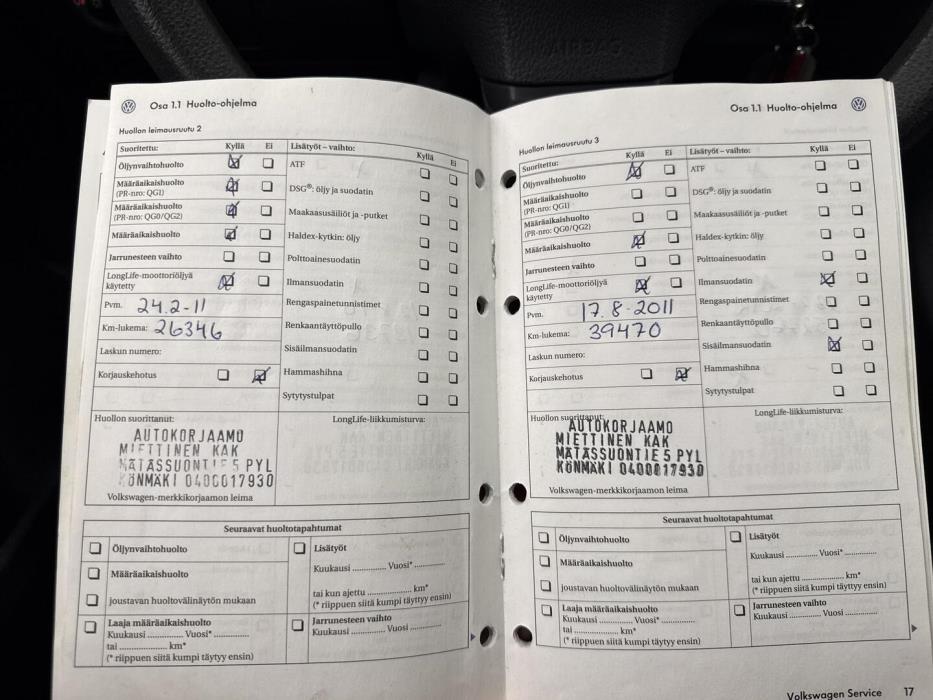 AIRBAG
Osa 1.1 Huolto-ohjelma
Huollon leimausruutu 2
Suoritettu: Kyllä Ei Lisätyöt – vaihto: Kyllä Ei
Öljynvaihtohuolto
ATF
Määräaikaishuolto
(PR-nro: QG1)
DSG®: öljy ja suodatin
Määräaikaishuolto
(PR-nro: QG0/QG2)
Maakaasusäiliöt ja -putket
Määräaikaishuolto
Haldex-kytkin: öljy
Jarrunesteen vaihto
Polttoainesuodatin
LongLife-moottoriöljyä
käytetty
Ilmansuodatin
Pvm. 24.2-11
Rengaspainetunnistimet
Km-lukema: 26346
Renkaantäyttöpullo
Laskun numero:
Sisäilmansuodatin
Korjauskehotus
Hammashihna
Sytytystulpat
Huollon suorittanut:
LongLife-liikkumisturva:
AUTOKORJAAMO
MIETTINEN KAK
MATASSUONTIE 5 PYL
KÖNMÄKI 0400017930
Volkswagen-merkkikorjaamon leima
Seuraavat huoltotapahtumat
Öljynvaihtohuolto
Lisätyöt
Määräaikaishuolto
Kuukausi .............. Vuosi* ..............
joustavan huoltovälinäytön mukaan
tai kun ajettu .................... km*
(* riippuen siitä kumpi täyttyy ensin)
Laaja määräaikaishuolto
Kuukausi ............. Vuosi* .............
tai .................... km*
(* riippuen siitä kumpi täyttyy ensin)
Jarrunesteen vaihto
Kuukausi .............. Vuosi ..............
Osa 1.1 Huolto-ohjelma
Huollon leimausruutu 3
Suoritettu: Kyllä Ei Lisätyöt – vaihto: Kyllä Ei
Öljynvaihtohuolto
ATF
Määräaikaishuolto
(PR-nro: QG1)
DSG®: öljy ja suodatin
Määräaikaishuolto
(PR-nro: QG0/QG2)
Maakaasusäiliöt ja -putket
Määräaikaishuolto
Haldex-kytkin: öljy
Jarrunesteen vaihto
Polttoainesuodatin
LongLife-moottoriöljyä
käytetty
Ilmansuodatin
Pvm. 17.8-2011
Rengaspainetunnistimet
Km-lukema: 39470
Renkaantäyttöpullo
Laskun numero:
Sisäilmansuodatin
Korjauskehotus
Hammashihna
Sytytystulpat
Huollon suorittanut:
LongLife-liikkumisturva:
AUTOKORJAAMO
MIETTINEN KAK
MATASSUONTIE 5 PYL
KÖNMÄKI 0400017930
Volkswagen-merkkikorjaamon leima
Seuraavat huoltotapahtumat
Öljynvaihtohuolto
Lisätyöt
Määräaikaishuolto
Kuukausi .............. Vuosi* ..............
joustavan huoltovälinäytön mukaan
tai kun ajettu .................... km*
(* riippuen siitä kumpi täyttyy ensin)
Laaja määräaikaishuolto
Kuukausi ............. Vuosi* .............
tai .................... km*
(* riippuen siitä kumpi täyttyy ensin)
Jarrunesteen vaihto
Kuukausi .............. Vuosi ..............
Volkswagen Service 17